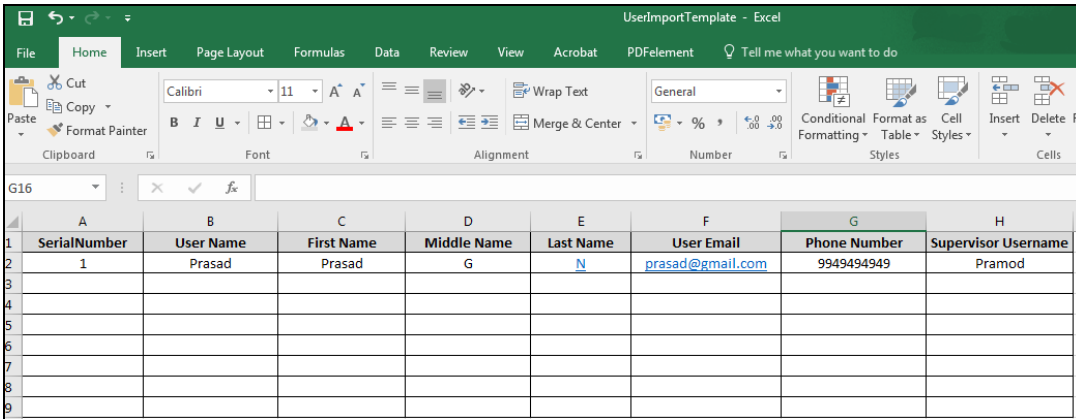 UserImportTemplate - Excel
File Home Insert Page Layout Formulas Data Review View Acrobat PDFelement Tell me what you want to do
Cut
Copy
Format Painter
Paste
Clipboard
Calibri 11 A A
B I U A
Font
Wrap Text
Merge & Center
Alignment
General
% , .0 .00 .00 .0
Number
Conditional Formatting
Format as Table
Cell Styles
Styles
Insert Delete
Cells
G16 fx
A B C D E F G H
1 SerialNumber User Name First Name Middle Name Last Name User Email Phone Number Supervisor Username
2 1 Prasad Prasad G N prasad@gmail.com 9949494949 Pramod
3
4
5
6
7
8
9